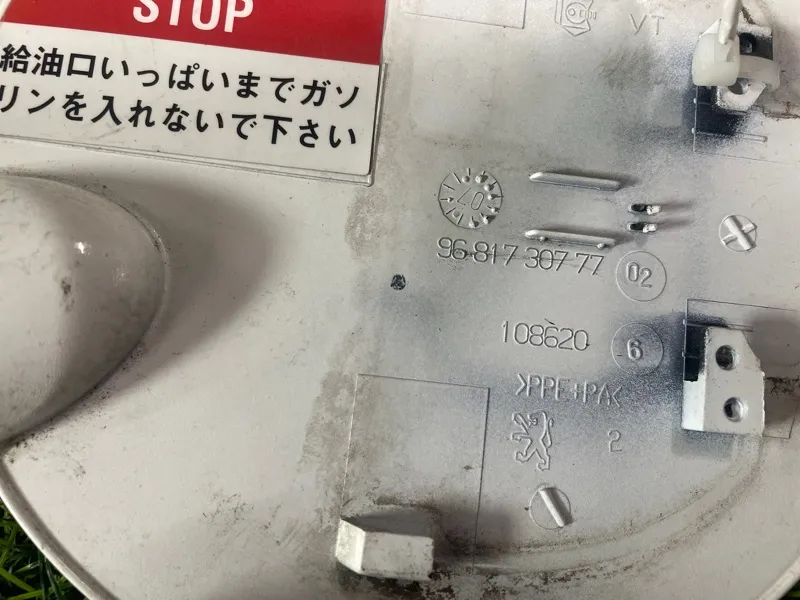 STOP
給油口いっぱいまでガソ
リンを入れないで下さい
VT
07
96 817 307 77 02
108620 6
>PPE+PA<
2